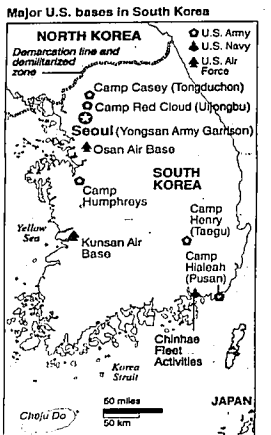 Major U.S. bases in South Korea
NORTH KOREA
Demarcation line and
demilitarized
zone
U.S. Army
U.S. Navy
U.S. Air
Force
Camp Casey (Tongduchon)
Camp Red Cloud (Uijongbu)
Seoul (Yongsan Army Garrison)
Osan Air Base
SOUTH
KOREA
Camp
Humphreys
Camp
Henry
(Taegu)
Yellow
Sea
Kunsan Air
Base
Camp
Hialeah
(Pusan)
Chinhae
Fleet
Activities
Korea
Strait
Cheju Do
50 miles
50 km
JAPAN